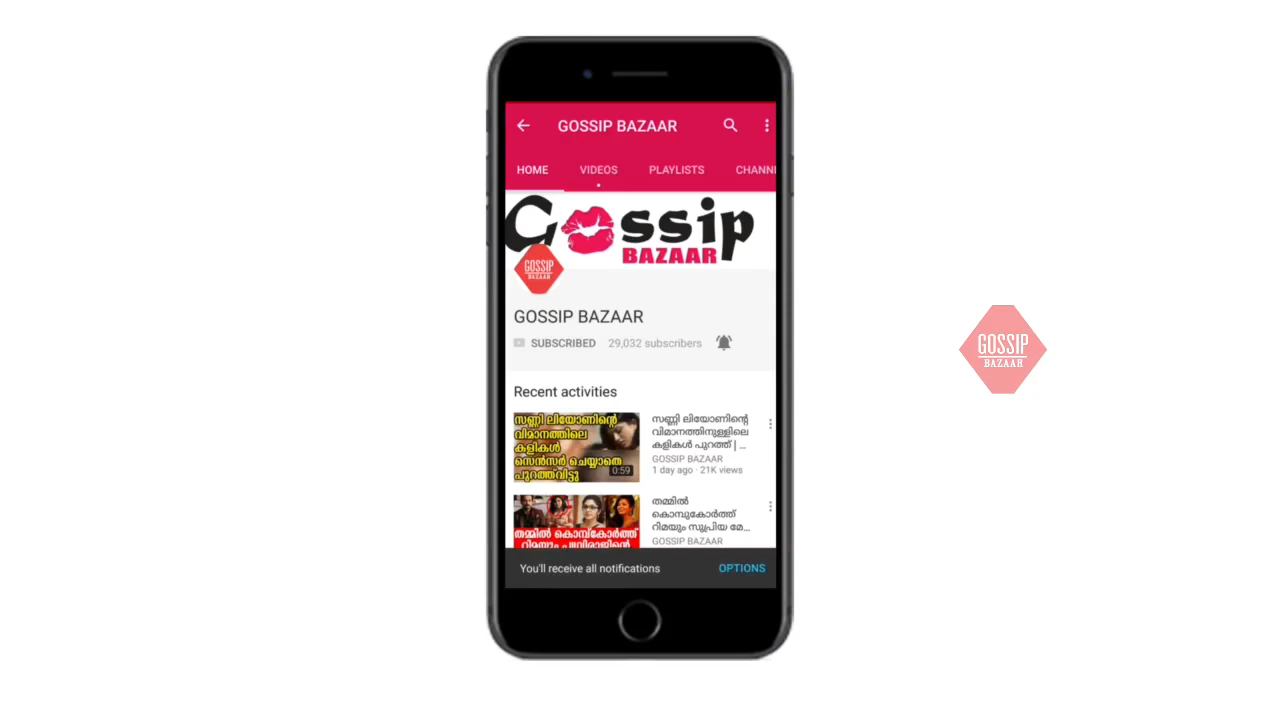 GOSSIP BAZAAR
HOME VIDEOS PLAYLISTS CHANN
Gossip
BAZAAR
GOSSIP
BAZAAR
GOSSIP BAZAAR
SUBSCRIBED 29,032 subscribers
Recent activities
സണ്ണി ലിയോണിന്റെ
വിമാനത്തിലെ
കളികൾ
സെൻസർ ചെയ്യാതെ
പുറത്തവിട്ടു
0:59
സണ്ണി ലിയോണിന്റെ
വിമാനത്തിനുള്ളിലെ
കളികൾ പുറത്ത് | ...
GOSSIP BAZAAR
1 day ago · 21K views
തമ്മിൽ കൊമ്പ്കോർത്ത്
റിമയും പൃഥ്വിരാജിന്റെ
തമ്മിൽ
കൊമ്പുകോർത്ത്
റിമയും സുപ്രിയ മേ...
GOSSIP BAZAAR
You'll receive all notifications OPTIONS
GOSSIP
BAZAAR